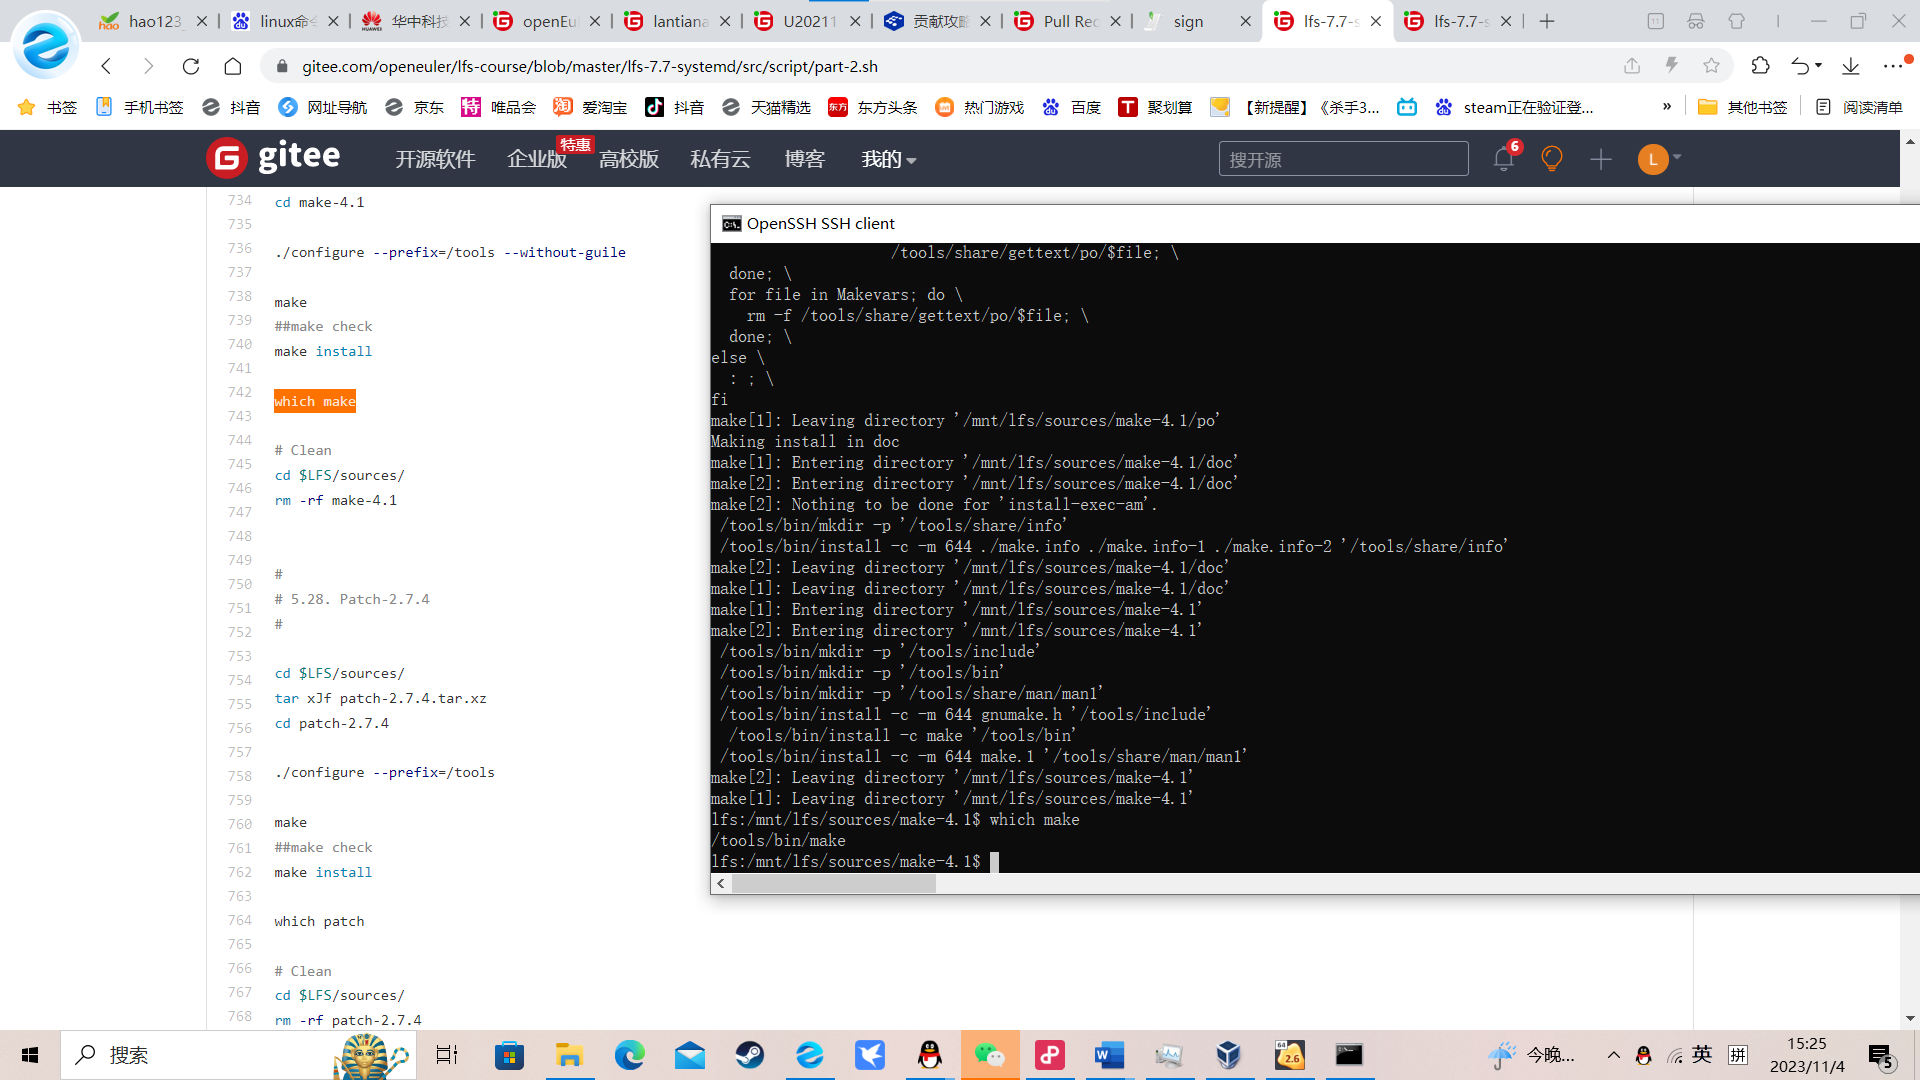 hao123_
linux命令
华中科技
openEul
lantiana
U20211
贡献攻略
Pull Rec
sign
lfs-7.7-s
lfs-7.7-s
gitee.com/openeuler/lfs-course/blob/master/lfs-7.7-systemd/src/script/part-2.sh
书签
手机书签
抖音
网址导航
京东
特
唯品会
淘
爱淘宝
抖音
天猫精选
东方
东方头条
热门游戏
百度
T
聚划算
【新提醒】《杀手3...
steam正在验证登...
»
其他书签
阅读清单
G
gitee
开源软件
企业版
特惠
高校版
私有云
博客
我的
搜开源
6
L
734 cd make-4.1
735
736 ./configure --prefix=/tools --without-guile
737
738 make
739 ##make check
740 make install
741
742 which make
743
744 # Clean
745 cd $LFS/sources/
746 rm -rf make-4.1
747
748
749 #
750 # 5.28. Patch-2.7.4
751 #
752
753 cd $LFS/sources/
754 tar xJf patch-2.7.4.tar.xz
755 cd patch-2.7.4
756
757 ./configure --prefix=/tools
758
759 make
760 ##make check
761 make install
762
763 which patch
764
765 # Clean
766 cd $LFS/sources/
767 rm -rf patch-2.7.4
768
OpenSSH SSH client
/tools/share/gettext/po/$file; \
done; \
for file in Makevars; do \
rm -f /tools/share/gettext/po/$file; \
done; \
else \
: ; \
fi
make[1]: Leaving directory '/mnt/lfs/sources/make-4.1/po'
Making install in doc
make[1]: Entering directory '/mnt/lfs/sources/make-4.1/doc'
make[2]: Entering directory '/mnt/lfs/sources/make-4.1/doc'
make[2]: Nothing to be done for 'install-exec-am'.
/tools/bin/mkdir -p '/tools/share/info'
/tools/bin/install -c -m 644 ./make.info ./make.info-1 ./make.info-2 '/tools/share/info'
make[2]: Leaving directory '/mnt/lfs/sources/make-4.1/doc'
make[1]: Leaving directory '/mnt/lfs/sources/make-4.1/doc'
make[1]: Entering directory '/mnt/lfs/sources/make-4.1'
make[2]: Entering directory '/mnt/lfs/sources/make-4.1'
/tools/bin/mkdir -p '/tools/include'
/tools/bin/mkdir -p '/tools/bin'
/tools/bin/mkdir -p '/tools/share/man/man1'
/tools/bin/install -c -m 644 gnumake.h '/tools/include'
/tools/bin/install -c make '/tools/bin'
/tools/bin/install -c -m 644 make.1 '/tools/share/man/man1'
make[2]: Leaving directory '/mnt/lfs/sources/make-4.1'
make[1]: Leaving directory '/mnt/lfs/sources/make-4.1'
lfs:/mnt/lfs/sources/make-4.1$ which make
/tools/bin/make
lfs:/mnt/lfs/sources/make-4.1$
搜索
64
2.6
今晚...
英
拼
15:25
2023/11/4
5